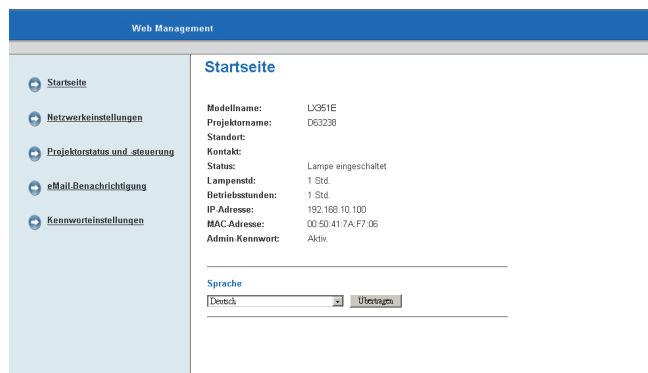 Web Management
Startseite
Netzwerkeinstellungen
Projektorstatus und -steuerung
eMail-Benachrichtigung
Kennworteinstellungen
Startseite
Modellname: LX351E
Projektorname: D63238
Standort:
Kontakt:
Status: Lampe eingeschaltet
Lampenstd: 1 Std.
Betriebsstunden: 1 Std.
IP-Adresse: 192.168.10.100
MAC-Adresse: 00:50:41:7A:F7:06
Admin-Kennwort: Aktiv.
Sprache
Deutsch Übertragen